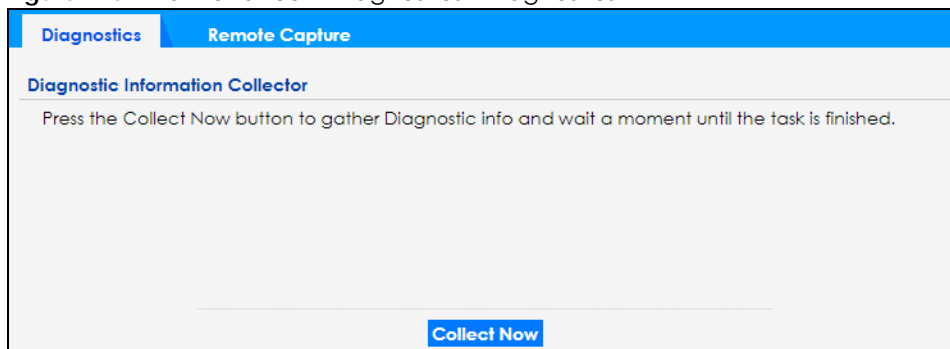 Diagnostics Remote Capture
Diagnostic Information Collector
Press the Collect Now button to gather Diagnostic info and wait a moment until the task is finished.
Collect Now